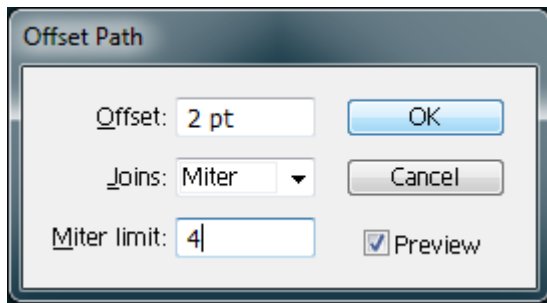 Offset Path
Offset: 2 pt OK
Joins: Miter Cancel
Miter limit: 4 Preview